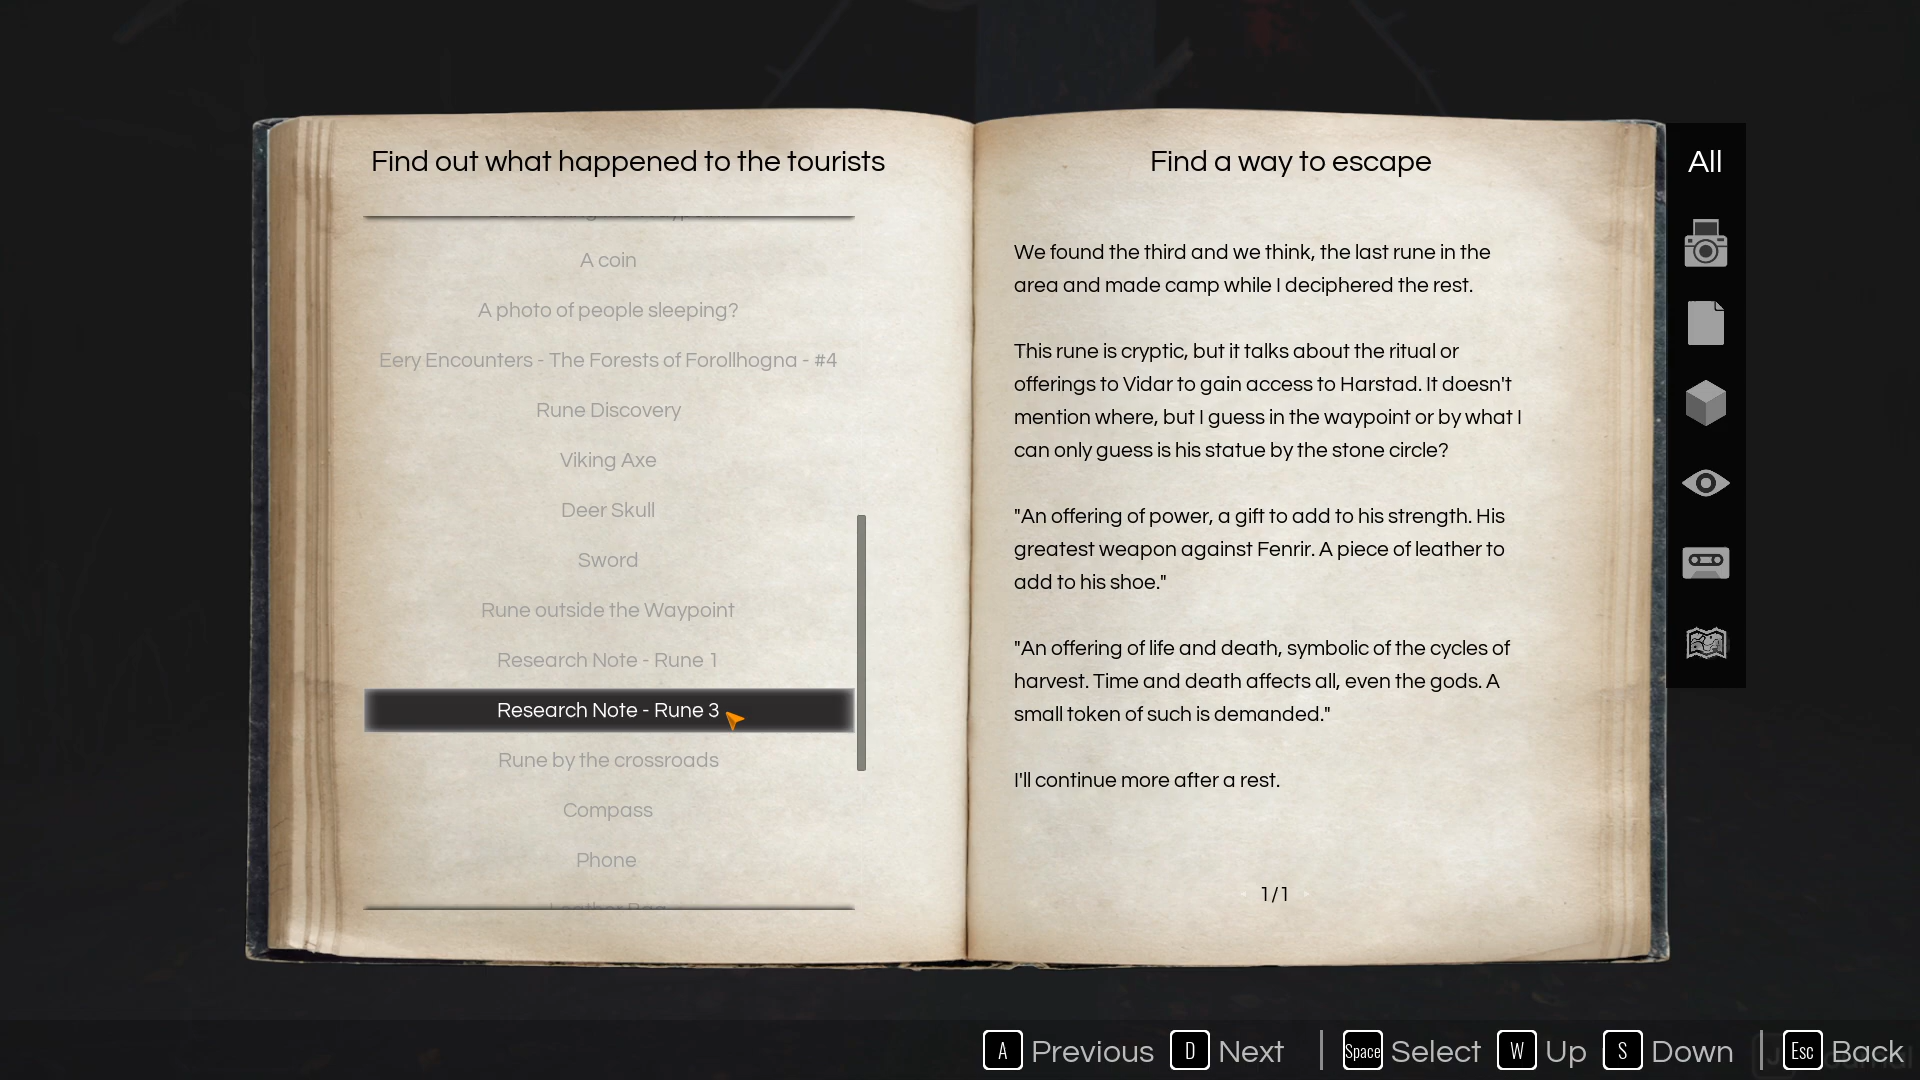 Find out what happened to the tourists
A coin
A photo of people sleeping?
Eery Encounters - The Forests of Forollhogna - #4
Rune Discovery
Viking Axe
Deer Skull
Sword
Rune outside the Waypoint
Research Note - Rune 1
Research Note - Rune 3
Rune by the crossroads
Compass
Phone
Find a way to escape
We found the third and we think, the last rune in the
area and made camp while I deciphered the rest.
This rune is cryptic, but it talks about the ritual or
offerings to Vidar to gain access to Harstad. It doesn't
mention where, but I guess in the waypoint or by what I
can only guess is his statue by the stone circle?
"An offering of power, a gift to add to his strength. His
greatest weapon against Fenrir. A piece of leather to
add to his shoe."
"An offering of life and death, symbolic of the cycles of
harvest. Time and death affects all, even the gods. A
small token of such is demanded."
I'll continue more after a rest.
1/1
All
A Previous D Next Space Select W Up S Down Esc Back